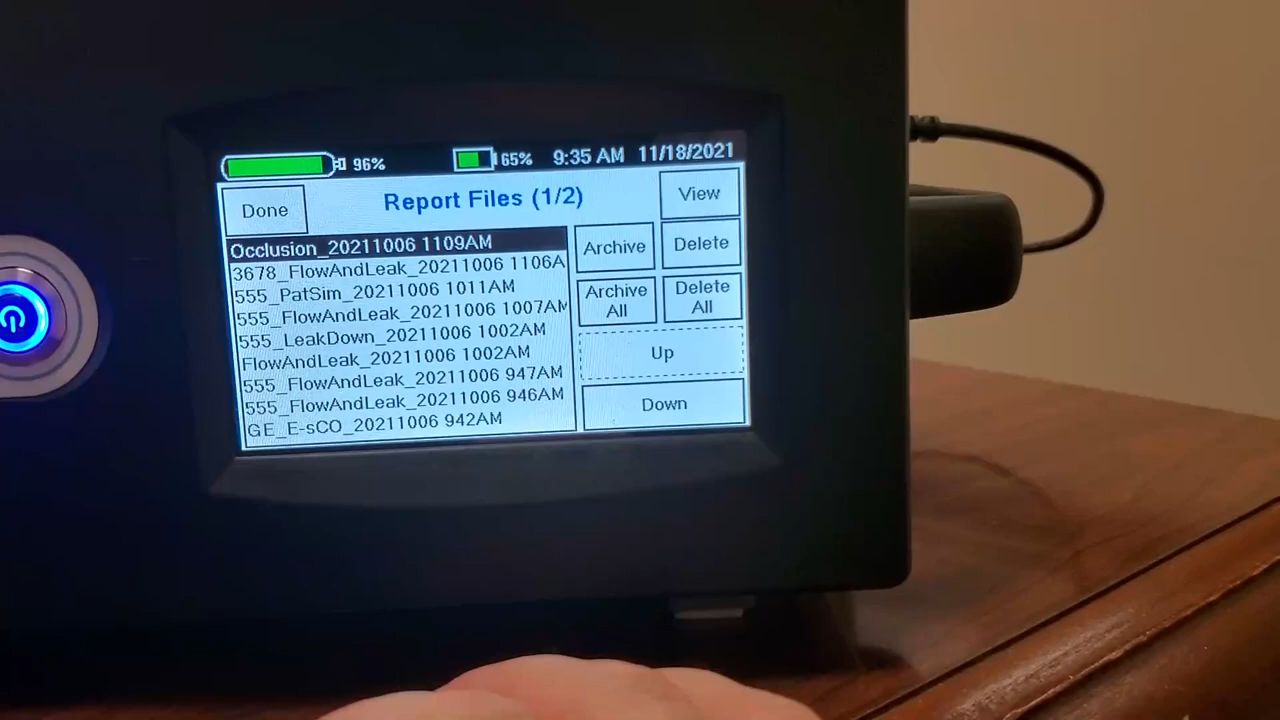 96% 65% 9:35 AM 11/18/2021
Done Report Files (1/2) View
Occlusion_20211006 1109AM
3678_FlowAndLeak_20211006 1106A
555_PatSim_20211006 1011AM
555_FlowAndLeak_20211006 1007AM
555_LeakDown_20211006 1002AM
FlowAndLeak_20211006 1002AM
555_FlowAndLeak_20211006 947AM
555_FlowAndLeak_20211006 946AM
GE_E-sCO_20211006 942AM
Archive Delete
Archive
All
Delete
All
Up
Down